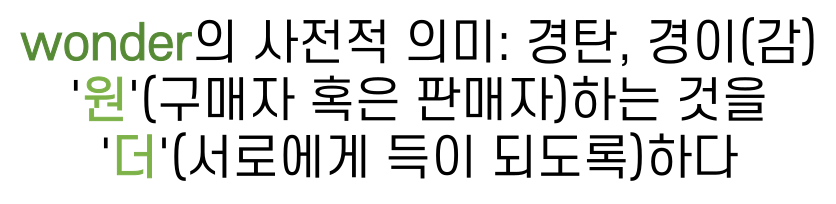 wonder의 사전적 의미: 경탄, 경이(감)
'원'(구매자 혹은 판매자)하는 것을
'더'(서로에게 득이 되도록)하다